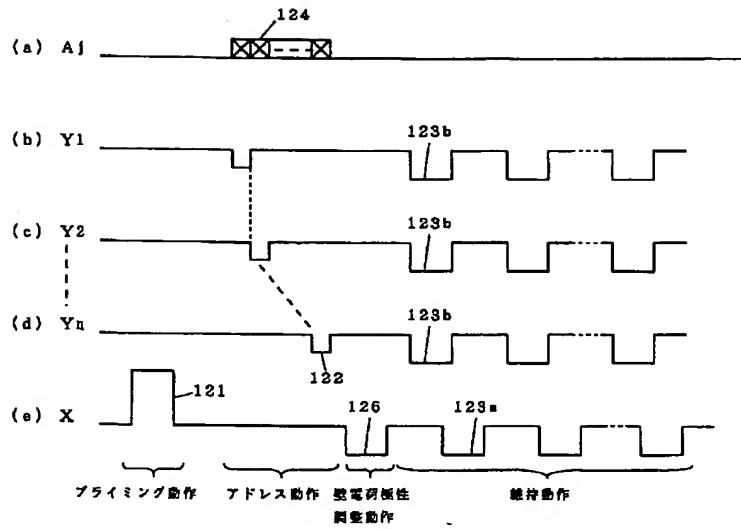 124
(a) Aj
(b) Y1
123b
(c) Y2
123b
(d) Yn
123b
122
121
(e) X
126
123a
プライミング動作
アドレス動作
壁電荷極性
調整動作
維持動作